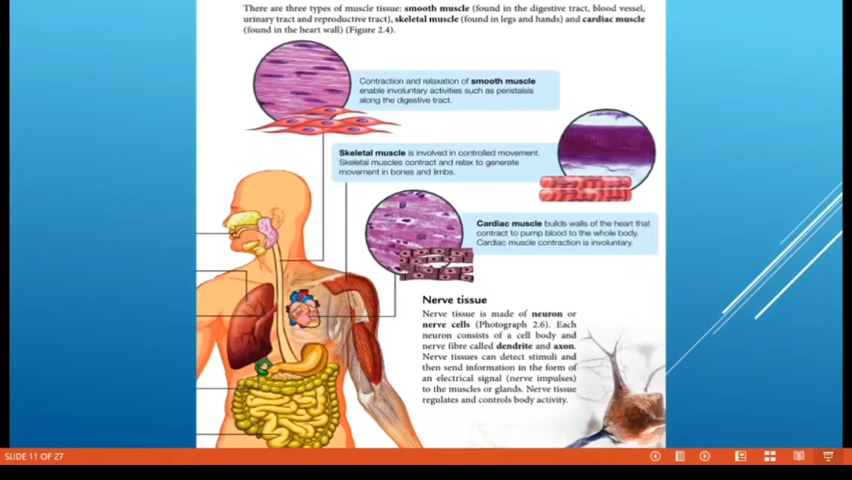 There are three types of muscle tissue: smooth muscle (found in the digestive tract, blood vessel,
urinary tract and reproductive tract), skeletal muscle (found in legs and hands) and cardiac muscle
(found in the heart wall) (Figure 2.4).
Contraction and relaxation of smooth muscle
enable involuntary activities such as peristalsis
along the digestive tract.
Skeletal muscle is involved in controlled movement.
Skeletal muscles contract and relax to generate
movement in bones and limbs.
Cardiac muscle builds walls of the heart that
contract to pump blood to the whole body.
Cardiac muscle contraction is involuntary.
Nerve tissue
Nerve tissue is made of neuron or
nerve cells (Photograph 2.6). Each
neuron consists of a cell body and
nerve fibre called dendrite and axon.
Nerve tissues can detect stimuli and
then send information in the form of
an electrical signal (nerve impulses)
to the muscles or glands. Nerve tissue
regulates and controls body activity.
SLIDE 11 OF 27